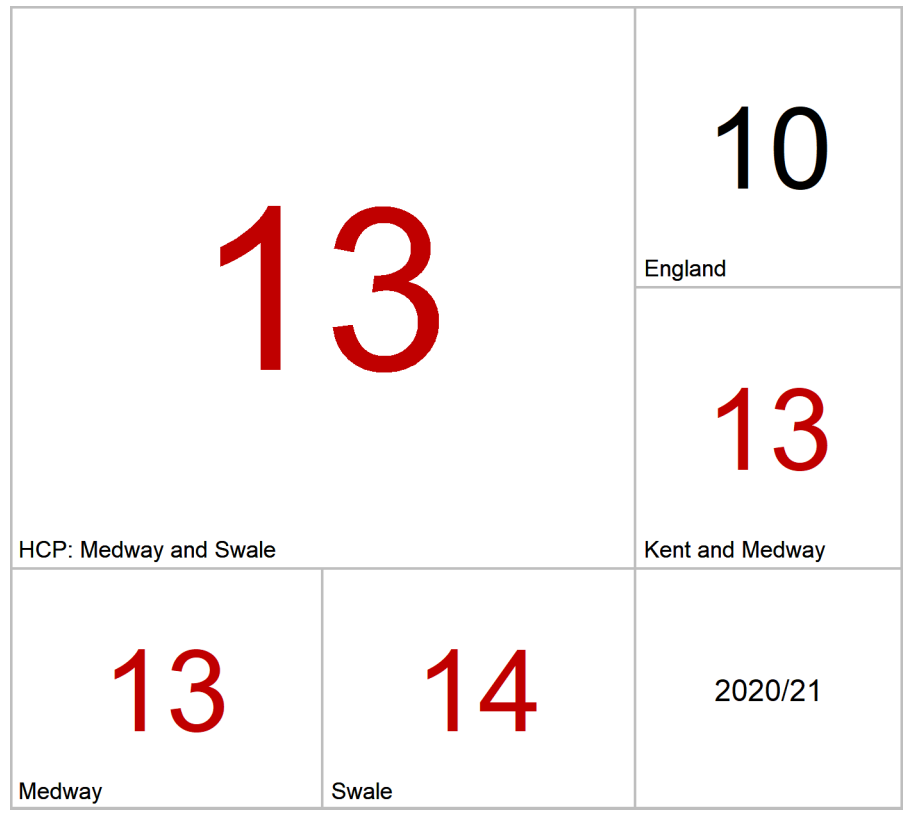 13
HCP: Medway and Swale
10
England
13
Kent and Medway
13
Medway
14
Swale
2020/21